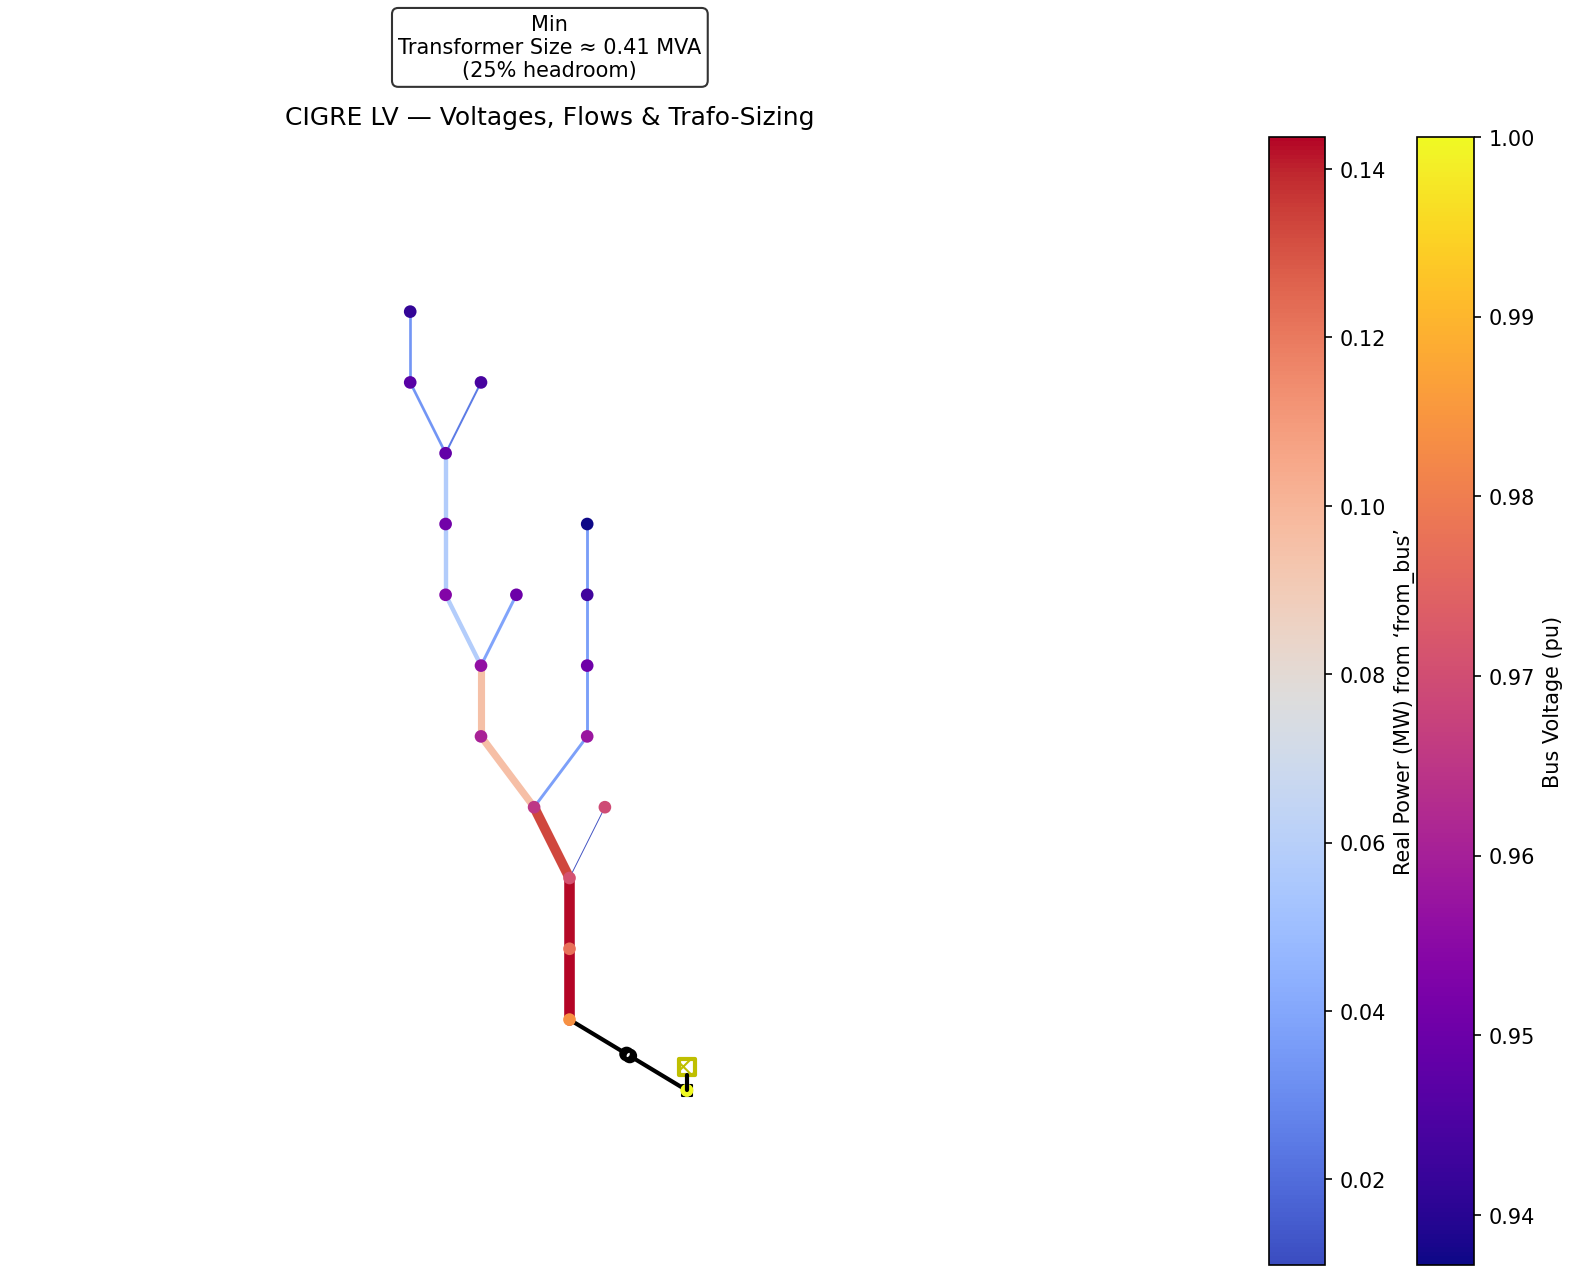 Min
Transformer Size ≈ 0.41 MVA
(25% headroom)
CIGRE LV — Voltages, Flows & Trafo-Sizing
0.14
0.12
0.10
0.08
0.06
0.04
0.02
Real Power (MW) from ‘from_bus’
1.00
0.99
0.98
0.97
0.96
0.95
0.94
Bus Voltage (pu)